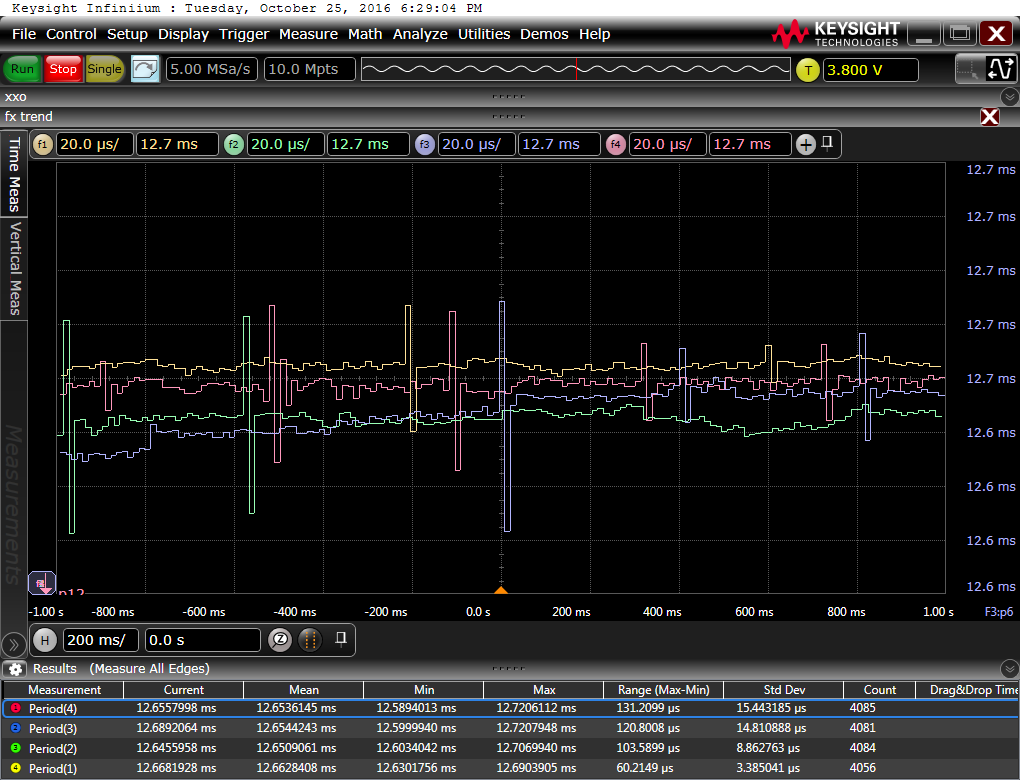 Keysight Infiniium : Tuesday, October 25, 2016 6:29:04 PM
File Control Setup Display Trigger Measure Math Analyze Utilities Demos Help
KEYSIGHT
TECHNOLOGIES
Run Stop Single 5.00 MSa/s 10.0 Mpts T 3.800 V
xxo
fx trend
f1 20.0 µs/ 12.7 ms f2 20.0 µs/ 12.7 ms f3 20.0 µs/ 12.7 ms f4 20.0 µs/ 12.7 ms +
Time Meas
Vertical Meas
Measurements
12.7 ms
12.7 ms
12.7 ms
12.7 ms
12.7 ms
12.6 ms
12.6 ms
12.6 ms
12.6 ms
-1.00 s -800 ms -600 ms -400 ms -200 ms 0.0 s 200 ms 400 ms 600 ms 800 ms 1.00 s F3:p6
H 200 ms/ 0.0 s
Results (Measure All Edges)
Measurement Current Mean Min Max Range (Max-Min) Std Dev Count Drag&Drop Time
Period(4) 12.6557998 ms 12.6536145 ms 12.5894013 ms 12.7206112 ms 131.2099 µs 15.443185 µs 4085
Period(3) 12.6892064 ms 12.6544243 ms 12.5999940 ms 12.7207948 ms 120.8008 µs 14.810888 µs 4081
Period(2) 12.6455958 ms 12.6509061 ms 12.6034042 ms 12.7069940 ms 103.5899 µs 8.862763 µs 4084
Period(1) 12.6681928 ms 12.6628408 ms 12.6301756 ms 12.6903905 ms 60.2149 µs 3.385041 µs 4056